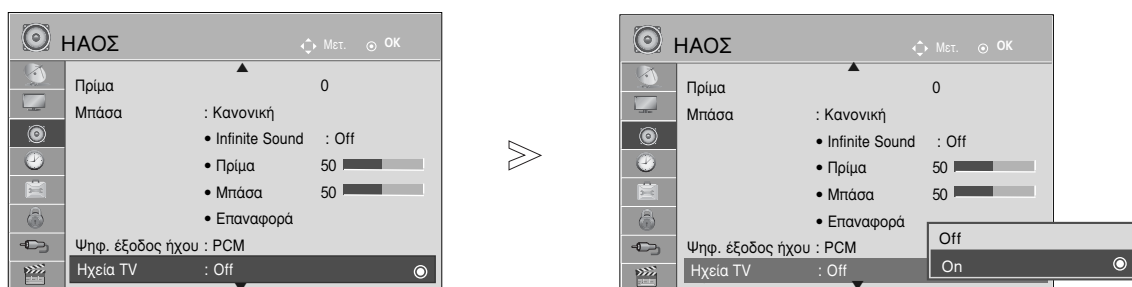 ΗΑΟΣ Μετ. OK
Πρίμα 0
Μπάσα : Κανονική
• Infinite Sound : Off
• Πρίμα 50
• Μπάσα 50
• Επαναφορά
Ψηφ. έξοδος ήχου : PCM
Ηχεία TV : Off
ΗΑΟΣ Μετ. OK
Πρίμα 0
Μπάσα : Κανονική
• Infinite Sound : Off
• Πρίμα 50
• Μπάσα 50
• Επαναφορά
Ψηφ. έξοδος ήχου : PCM
Ηχεία TV : Off
Off
On